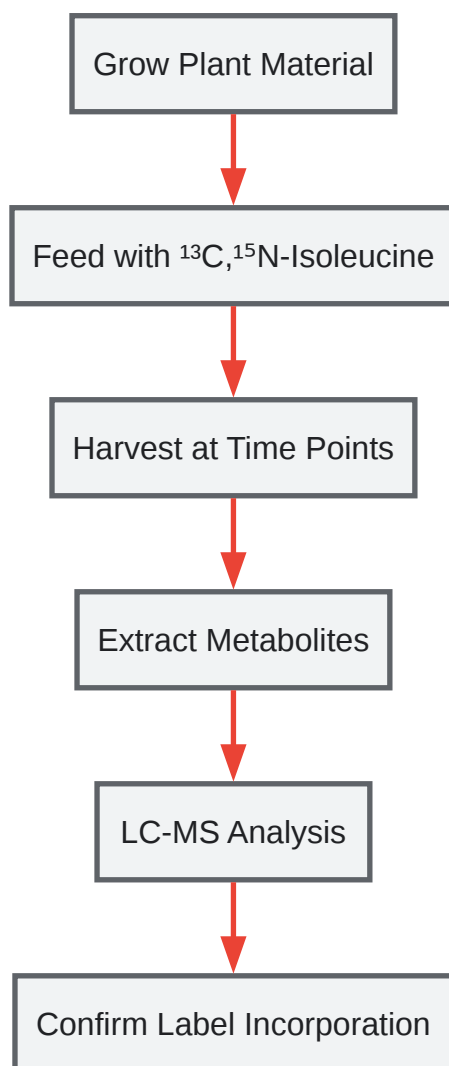 Grow Plant Material
Feed with ¹³C,¹⁵N-Isoleucine
Harvest at Time Points
Extract Metabolites
LC-MS Analysis
Confirm Label Incorporation